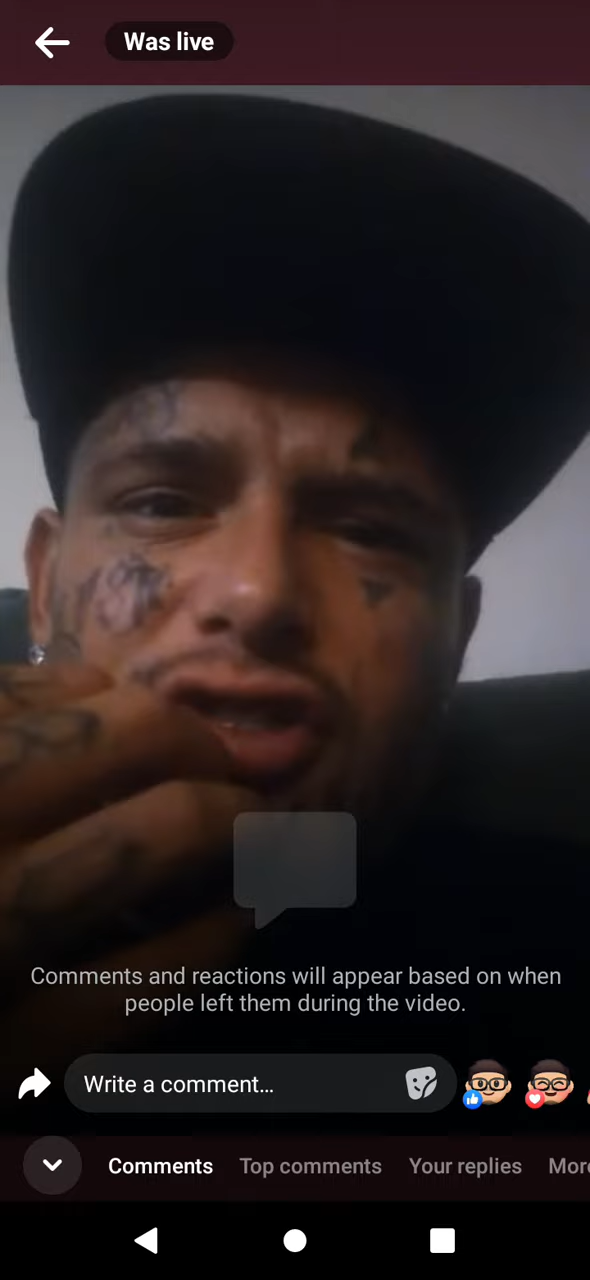 Was live
Comments and reactions will appear based on when
people left them during the video.
Write a comment...
Comments Top comments Your replies More